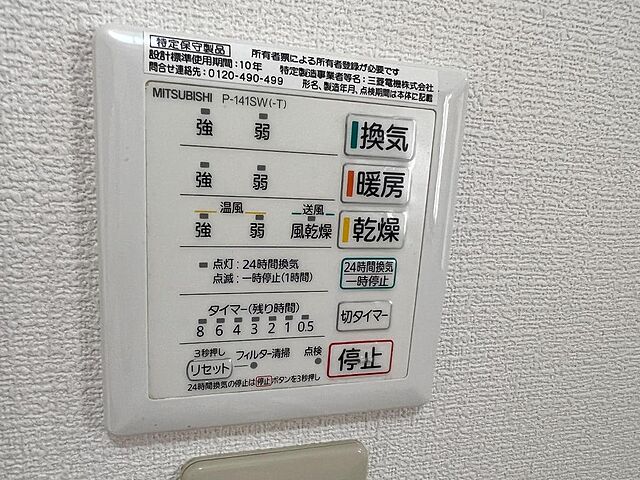 特定保守製品 所有者票による所有者登録が必要です
設計標準使用期間:10年 特定製造事業者等名:三菱電機株式会社
問合せ連絡先:0120-490-499 形名、製造年月、点検期間は本体に記載
MITSUBISHI P-141SW(-T)
強 弱 換気
強 弱 暖房
温風 送風
強 弱 風乾燥 乾燥
点灯:24時間換気
点滅:一時停止(1時間)
24時間換気
一時停止
タイマー(残り時間)
8 6 4 3 2 1 0.5
切タイマー
3秒押し
リセット フィルター清掃 点検
停止
24時間換気の停止は停止ボタンを3秒押し